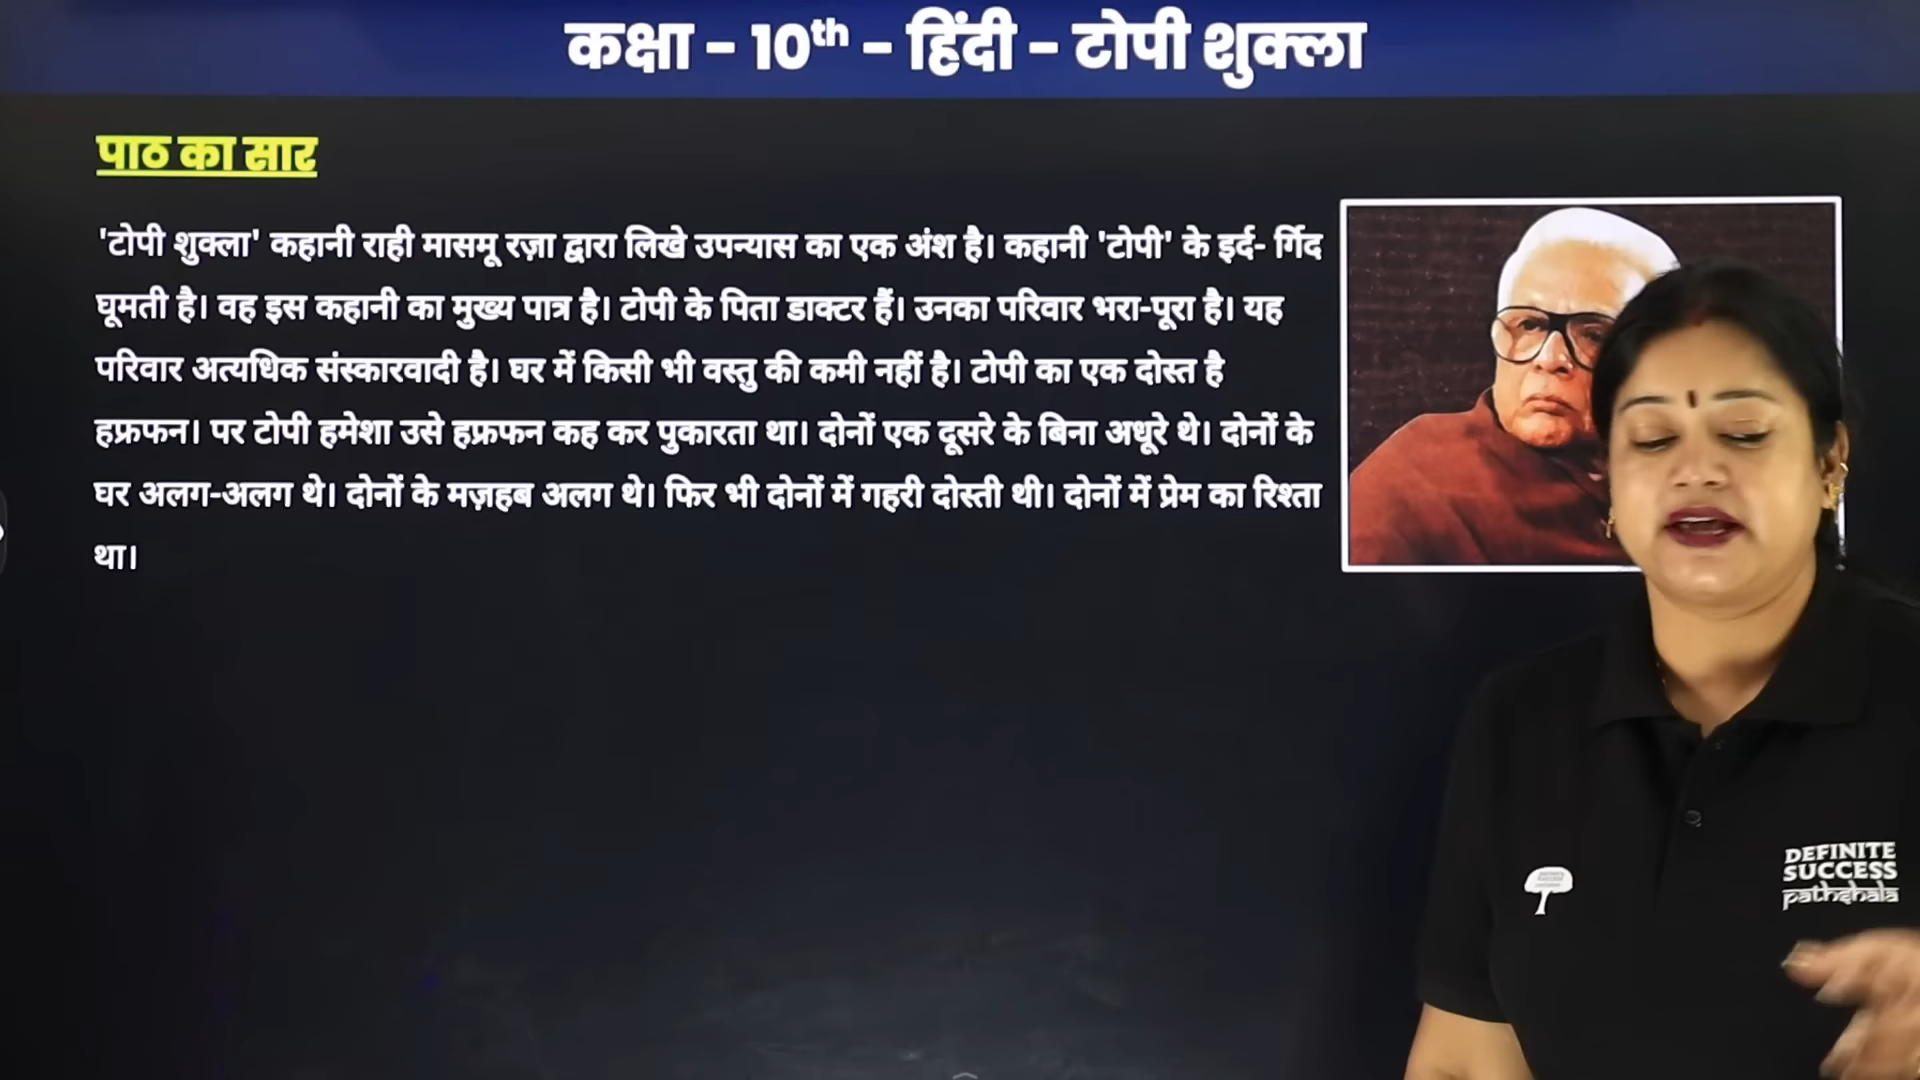 कक्षा – 10th – हिंदी – टोपी शुक्ला
पाठ का सार
'टोपी शुक्ला' कहानी राही मासमू रज़ा द्वारा लिखे उपन्यास का एक अंश है। कहानी 'टोपी' के इर्द- र्गिद
घूमती है। वह इस कहानी का मुख्य पात्र है। टोपी के पिता डाक्टर हैं। उनका परिवार भरा-पूरा है। यह
परिवार अत्यधिक संस्कारवादी है। घर में किसी भी वस्तु की कमी नहीं है। टोपी का एक दोस्त है
हफ्रफन। पर टोपी हमेशा उसे हफ्रफन कह कर पुकारता था। दोनों एक दूसरे के बिना अधूरे थे। दोनों के
घर अलग-अलग थे। दोनों के मज़हब अलग थे। फिर भी दोनों में गहरी दोस्ती थी। दोनों में प्रेम का रिश्ता
था।
DEFINITE
SUCCESS
pathshala